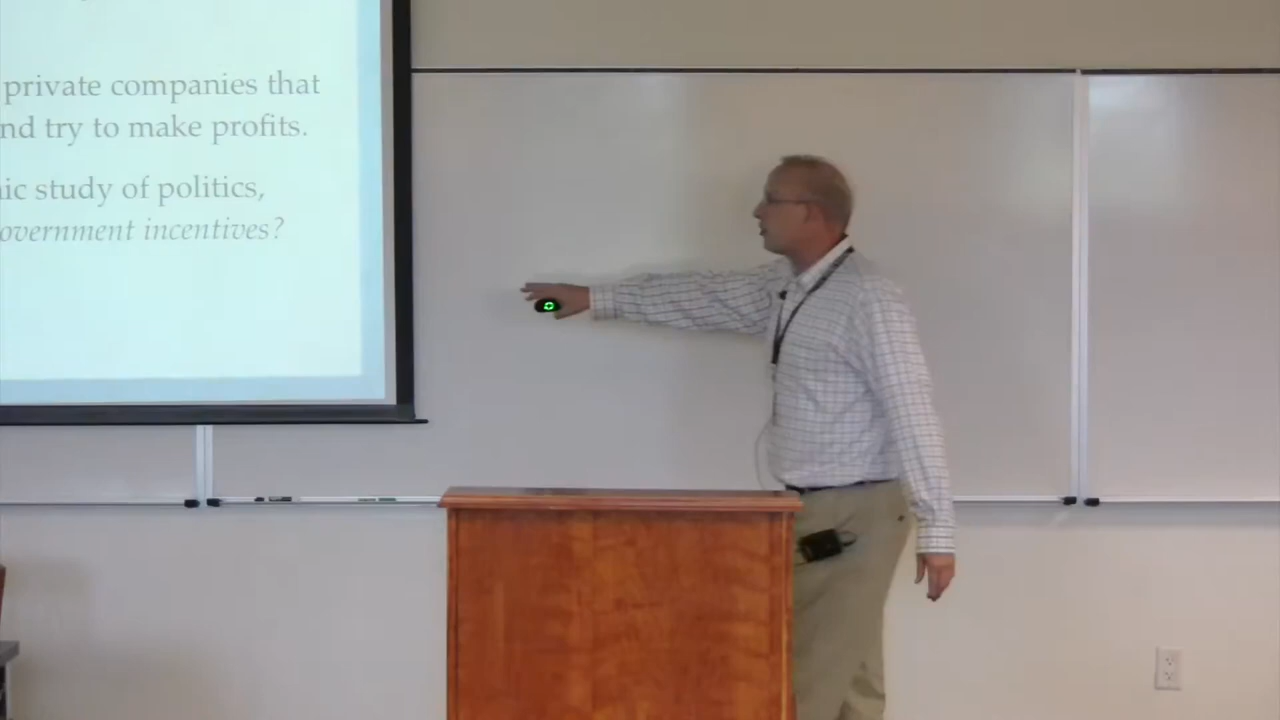 private companies that
nd try to make profits.
ic study of politics,
overnment incentives?